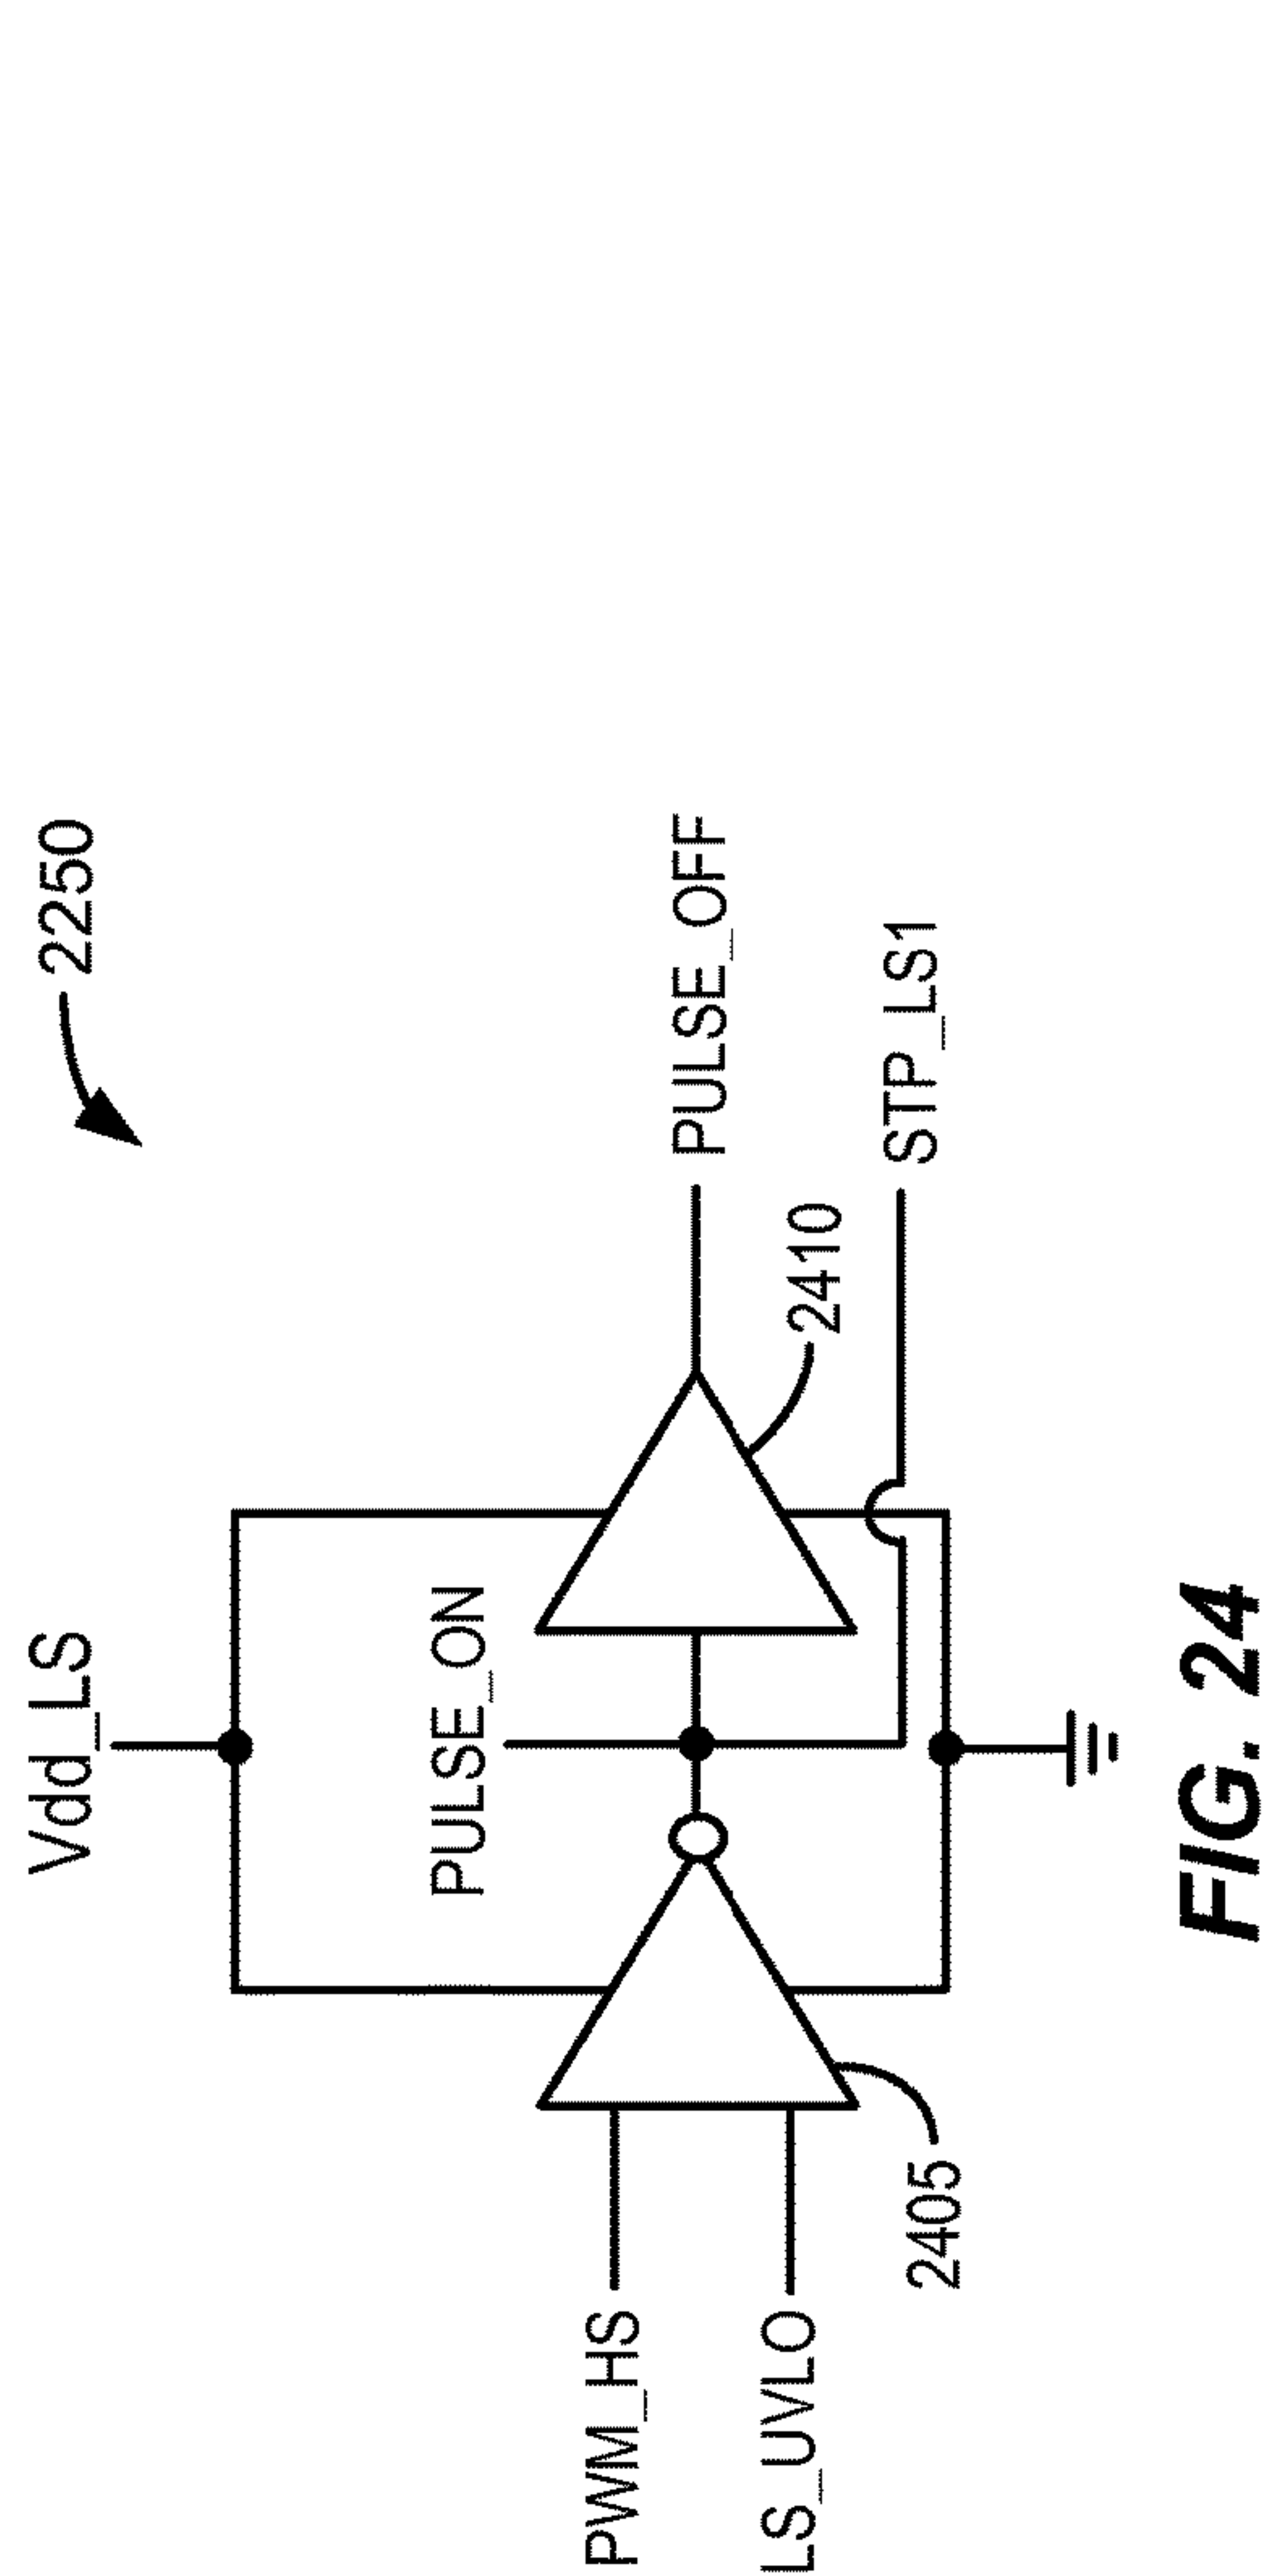 2250
Vdd_LS
PULSE_ON
PWM_HS
PULSE_OFF
LS_UVLO
2410
STP_LS1
2405
FIG. 24